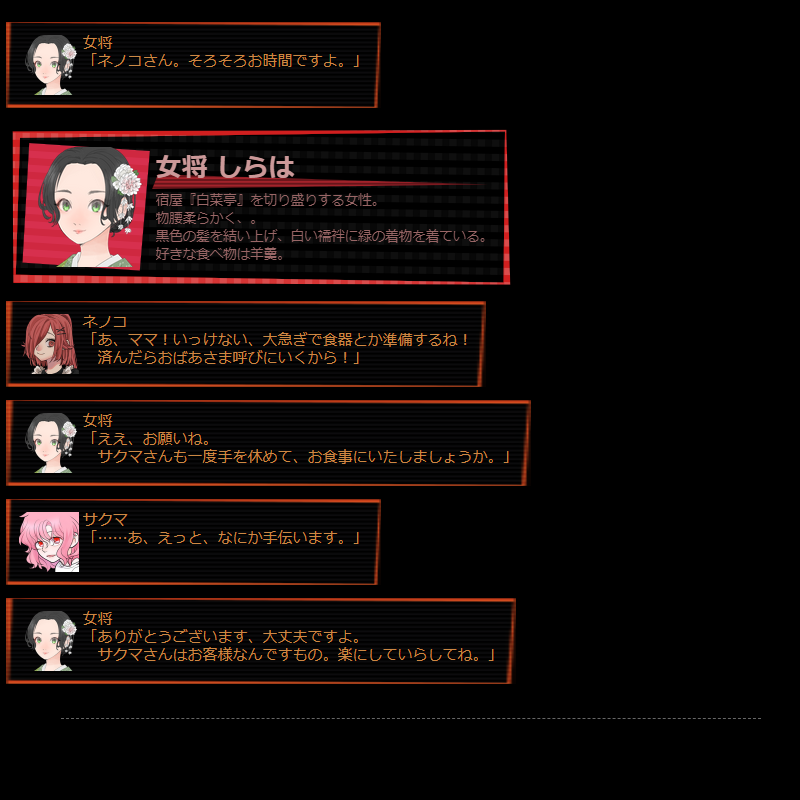 女将
「ネノコさん。そろそろお時間ですよ。」
女将 しらは
宿屋『白菜亭』を切り盛りする女性。
物腰柔らかく、。
黒色の髪を結い上げ、白い襦袢に緑の着物を着ている。
好きな食べ物は羊羹。
ネノコ
「あ、ママ！いっけない、大急ぎで食器とか準備するね！
済んだらおばあさま呼びにいくから！」
女将
「ええ、お願いね。
サクマさんも一度手を休めて、お食事にいたしましょうか。」
サクマ
「……あ、えっと、なにか手伝います。」
女将
「ありがとうございます、大丈夫ですよ。
サクマさんはお客様なんですもの。楽にしていらしてね。」